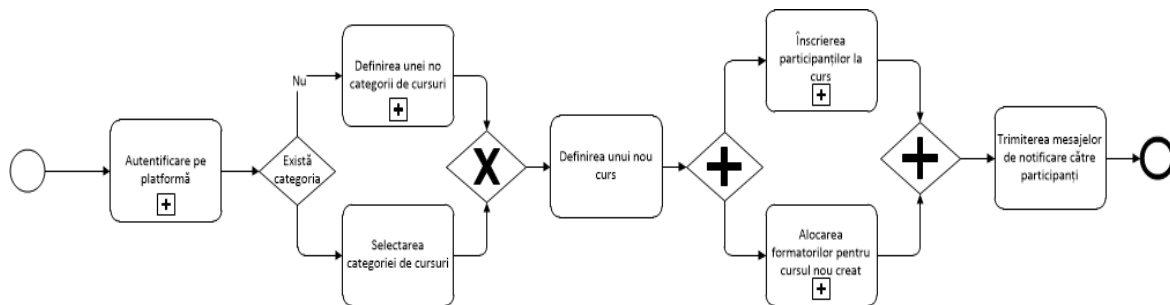 Autentificare pe
platformă
Există
categoria
Nu
Definirea unei no
categorii de cursuri
Selectarea
categoriei de cursuri
X
Definirea unui nou
curs
Înscrierea
participanților la
curs
Alocarea
formatorilor pentru
cursul nou creat
Trimiterea mesajelor
de notificare către
participanți